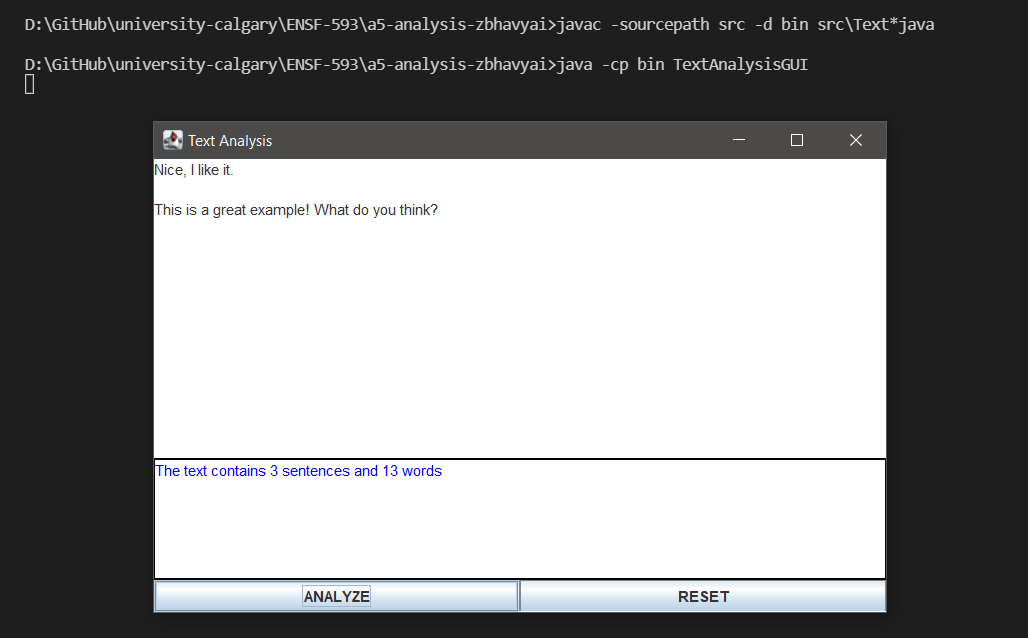 D:\GitHub\university-calgary\ENSF-593\a5-analysis-zbhavyai>javac -sourcepath src -d bin src\Text*java
D:\GitHub\university-calgary\ENSF-593\a5-analysis-zbhavyai>java -cp bin TextAnalysisGUI
Text Analysis
Nice, I like it.
This is a great example! What do you think?
The text contains 3 sentences and 13 words
ANALYZE RESET